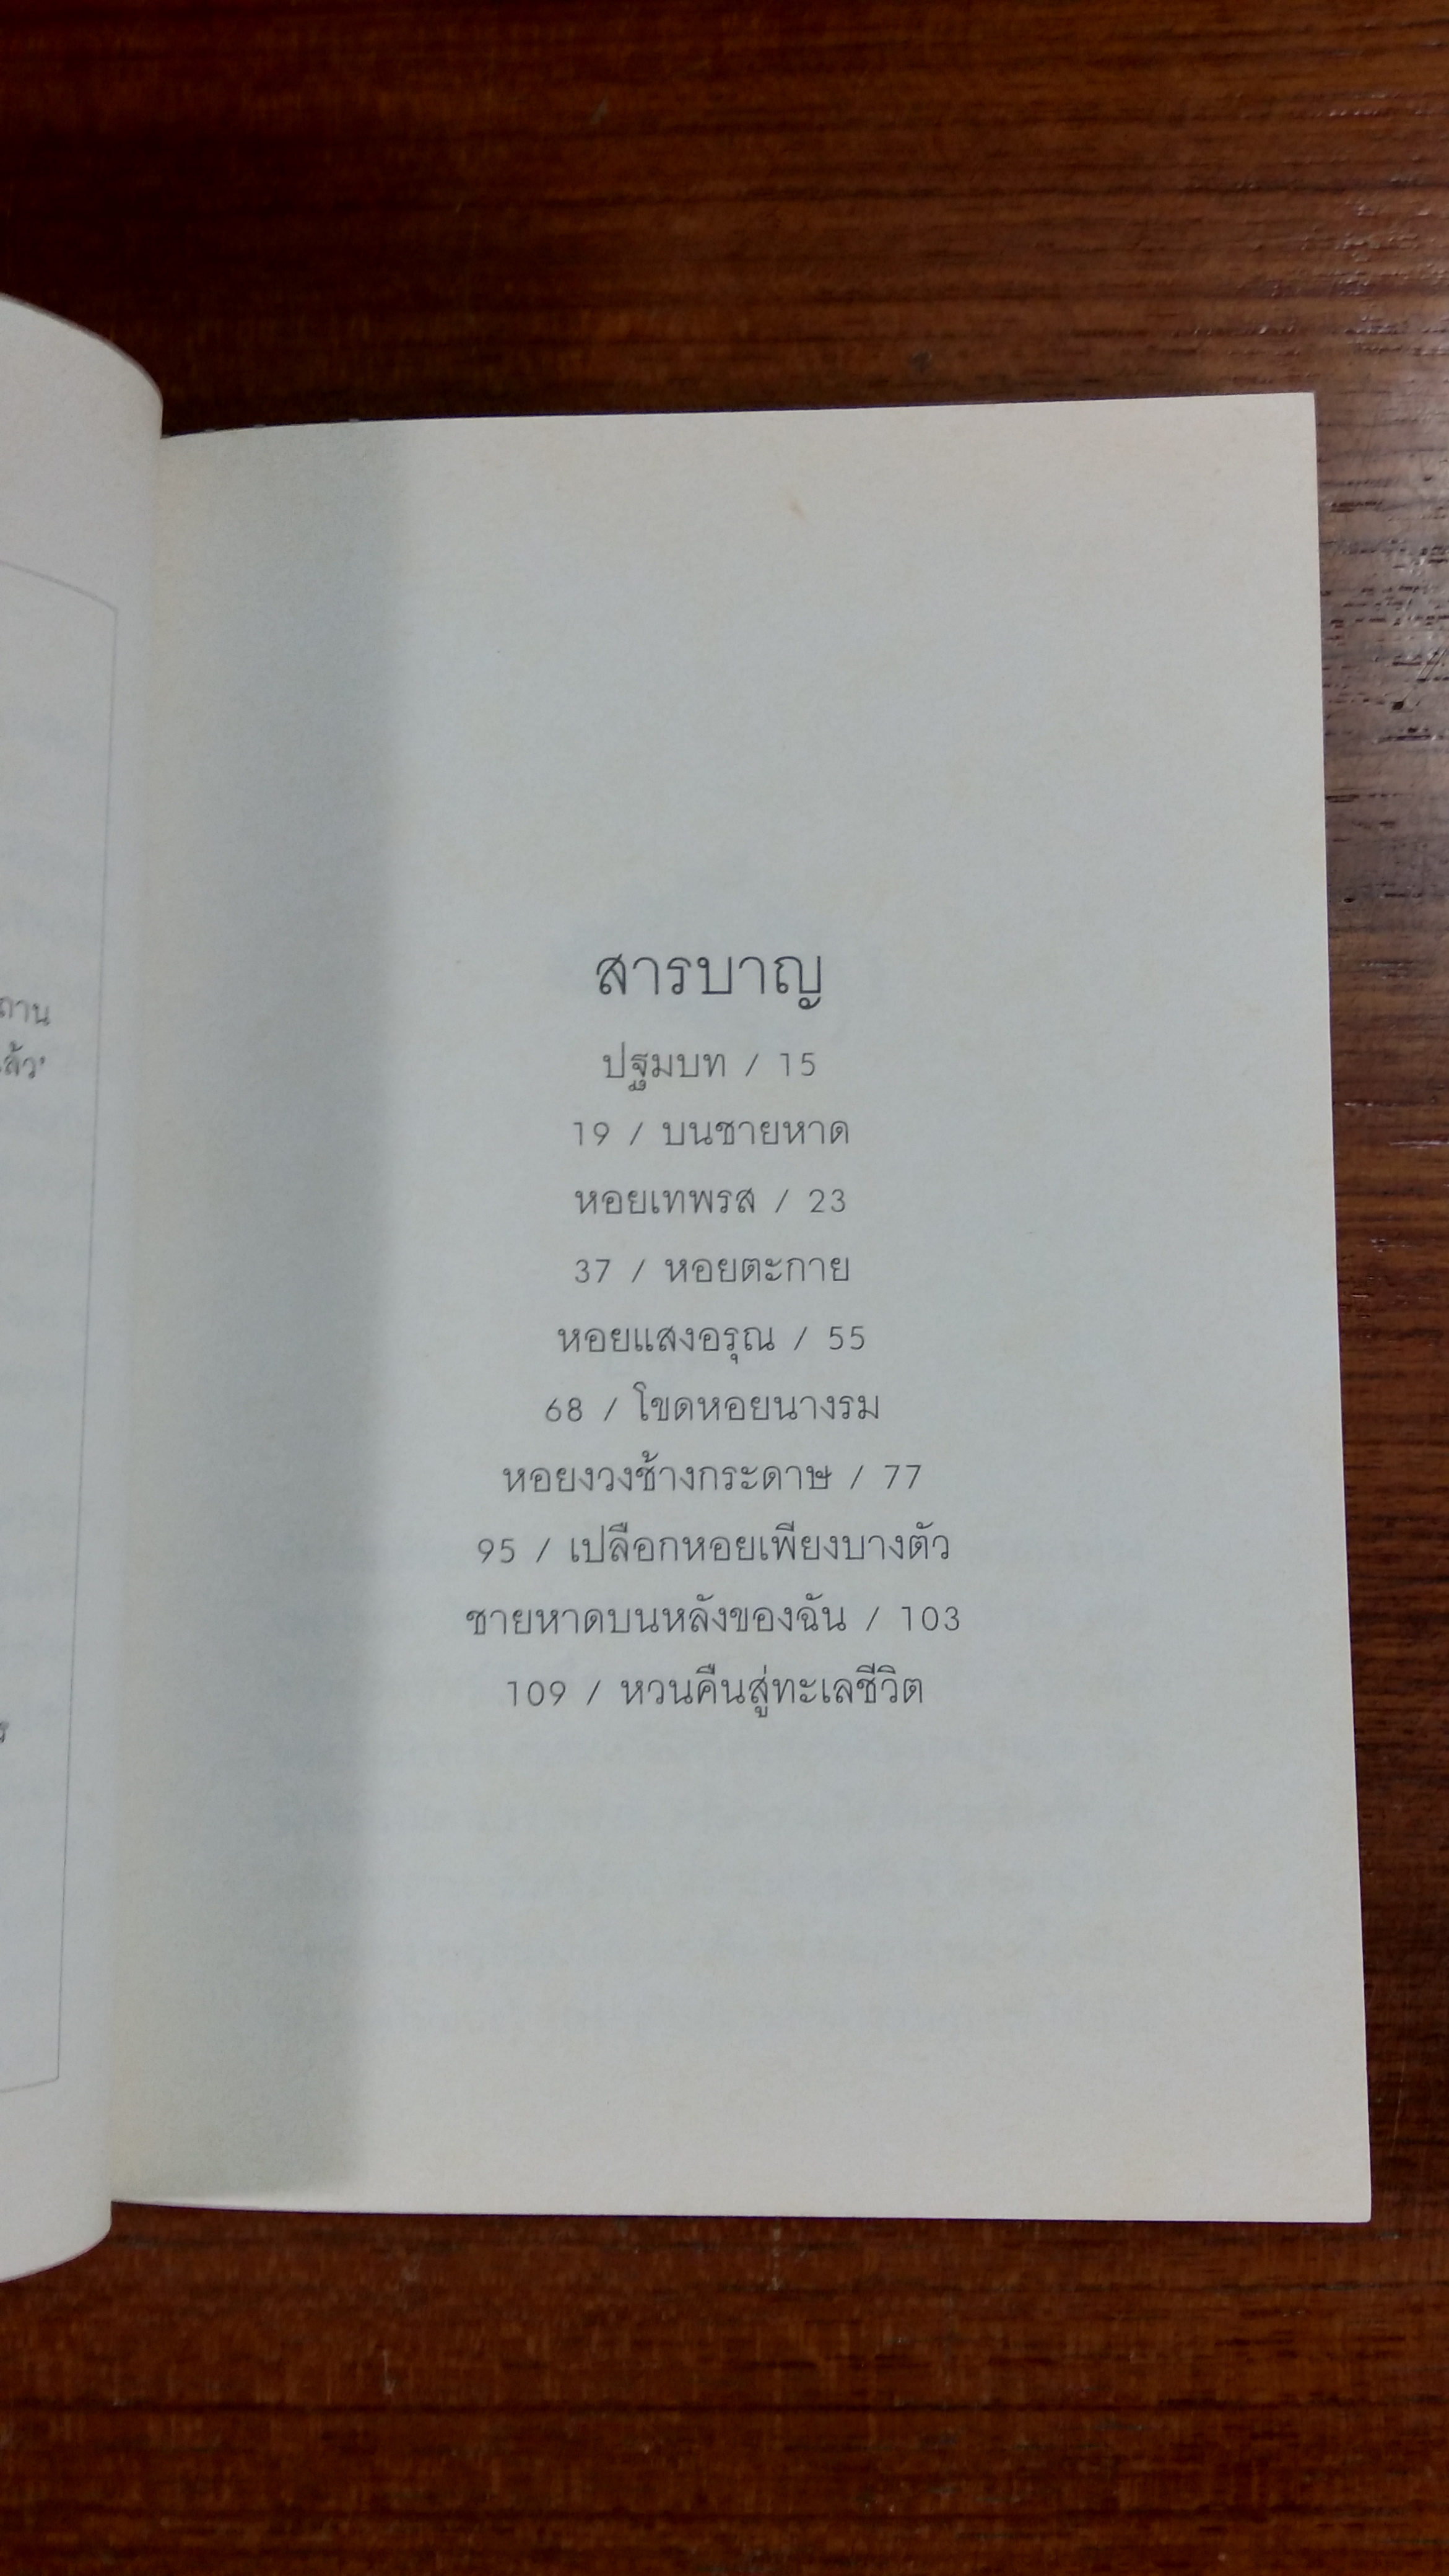 ถาน
ล้ว'
สารบาญ
ปฐมบท / 15
19 / บนชายหาด
หอยเทพรส / 23
37 / หอยตะกาย
หอยแสงอรุณ / 55
68 / โขดหอยนางรม
หอยงวงช้างกระดาษ / 77
95 / เปลือกหอยเพียงบางตัว
ชายหาดบนหลังของฉัน / 103
109 / หวนคืนสู่ทะเลชีวิต